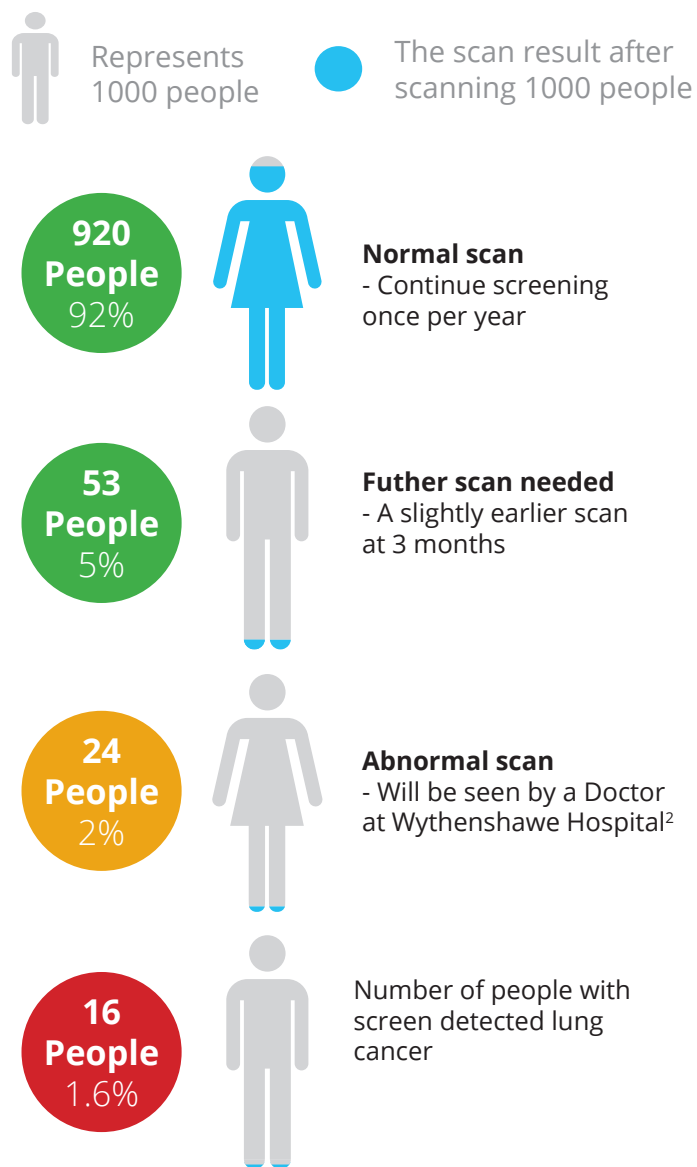 Represents
1000 people
The scan result after
scanning 1000 people
920
People
92%
Normal scan
- Continue screening
once per year
53
People
5%
Futher scan needed
- A slightly earlier scan
at 3 months
24
People
2%
Abnormal scan
- Will be seen by a Doctor
at Wythenshawe Hospital²
16
People
1.6%
Number of people with
screen detected lung
cancer